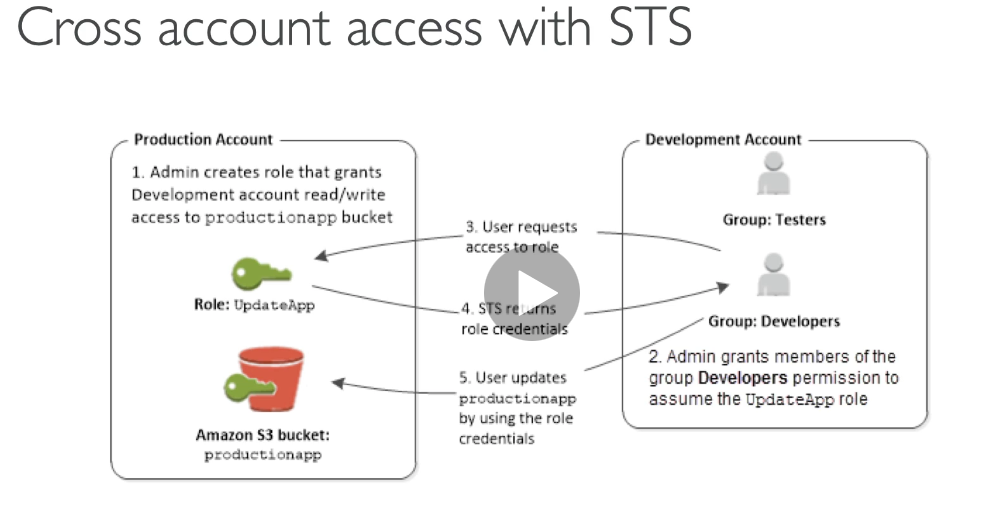 Cross account access with STS
Production Account
1. Admin creates role that grants
Development account read/write
access to productionapp bucket
Role: UpdateApp
Amazon S3 bucket:
productionapp
3. User requests
access to role
4. STS returns
role credentials
5. User updates
productionapp
by using the role
credentials
Development Account
Group: Testers
Group: Developers
2. Admin grants members of the
group Developers permission to
assume the UpdateApp role